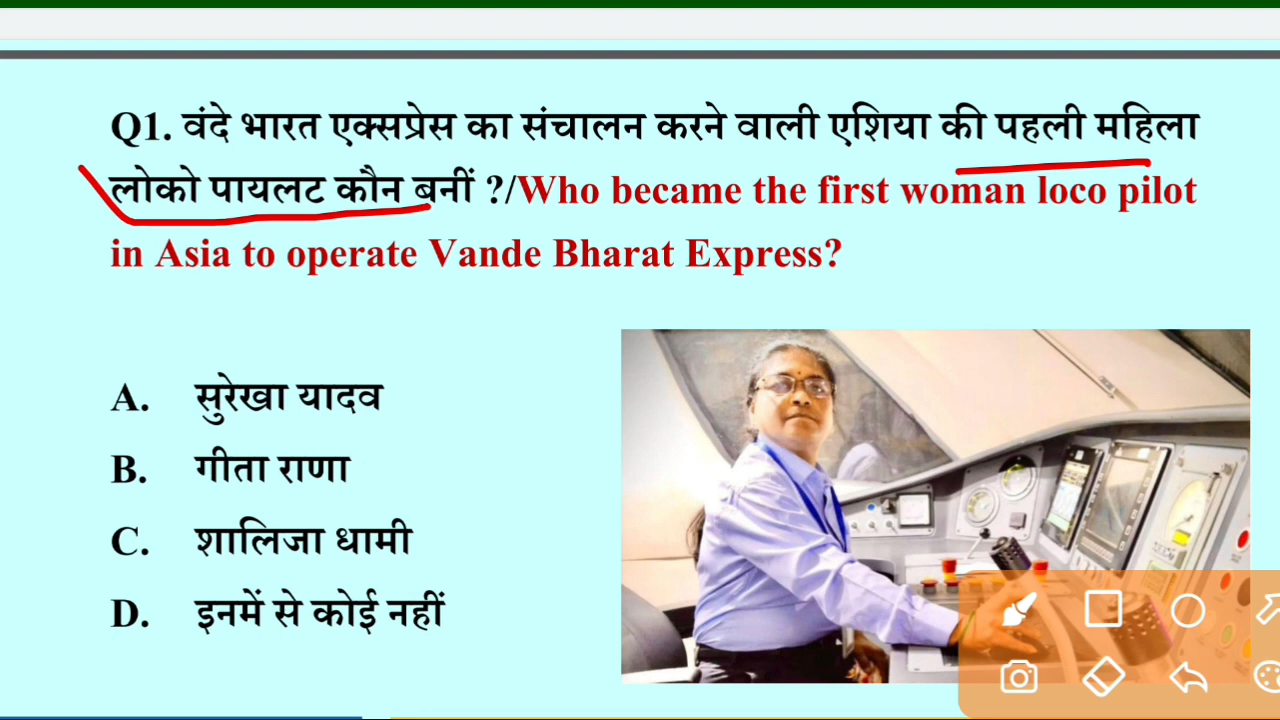 Q1. वंदे भारत एक्सप्रेस का संचालन करने वाली एशिया की पहली महिला
लोको पायलट कौन बनीं ?/Who became the first woman loco pilot
in Asia to operate Vande Bharat Express?
A. सुरेखा यादव
B. गीता राणा
C. शालिजा धामी
D. इनमें से कोई नहीं